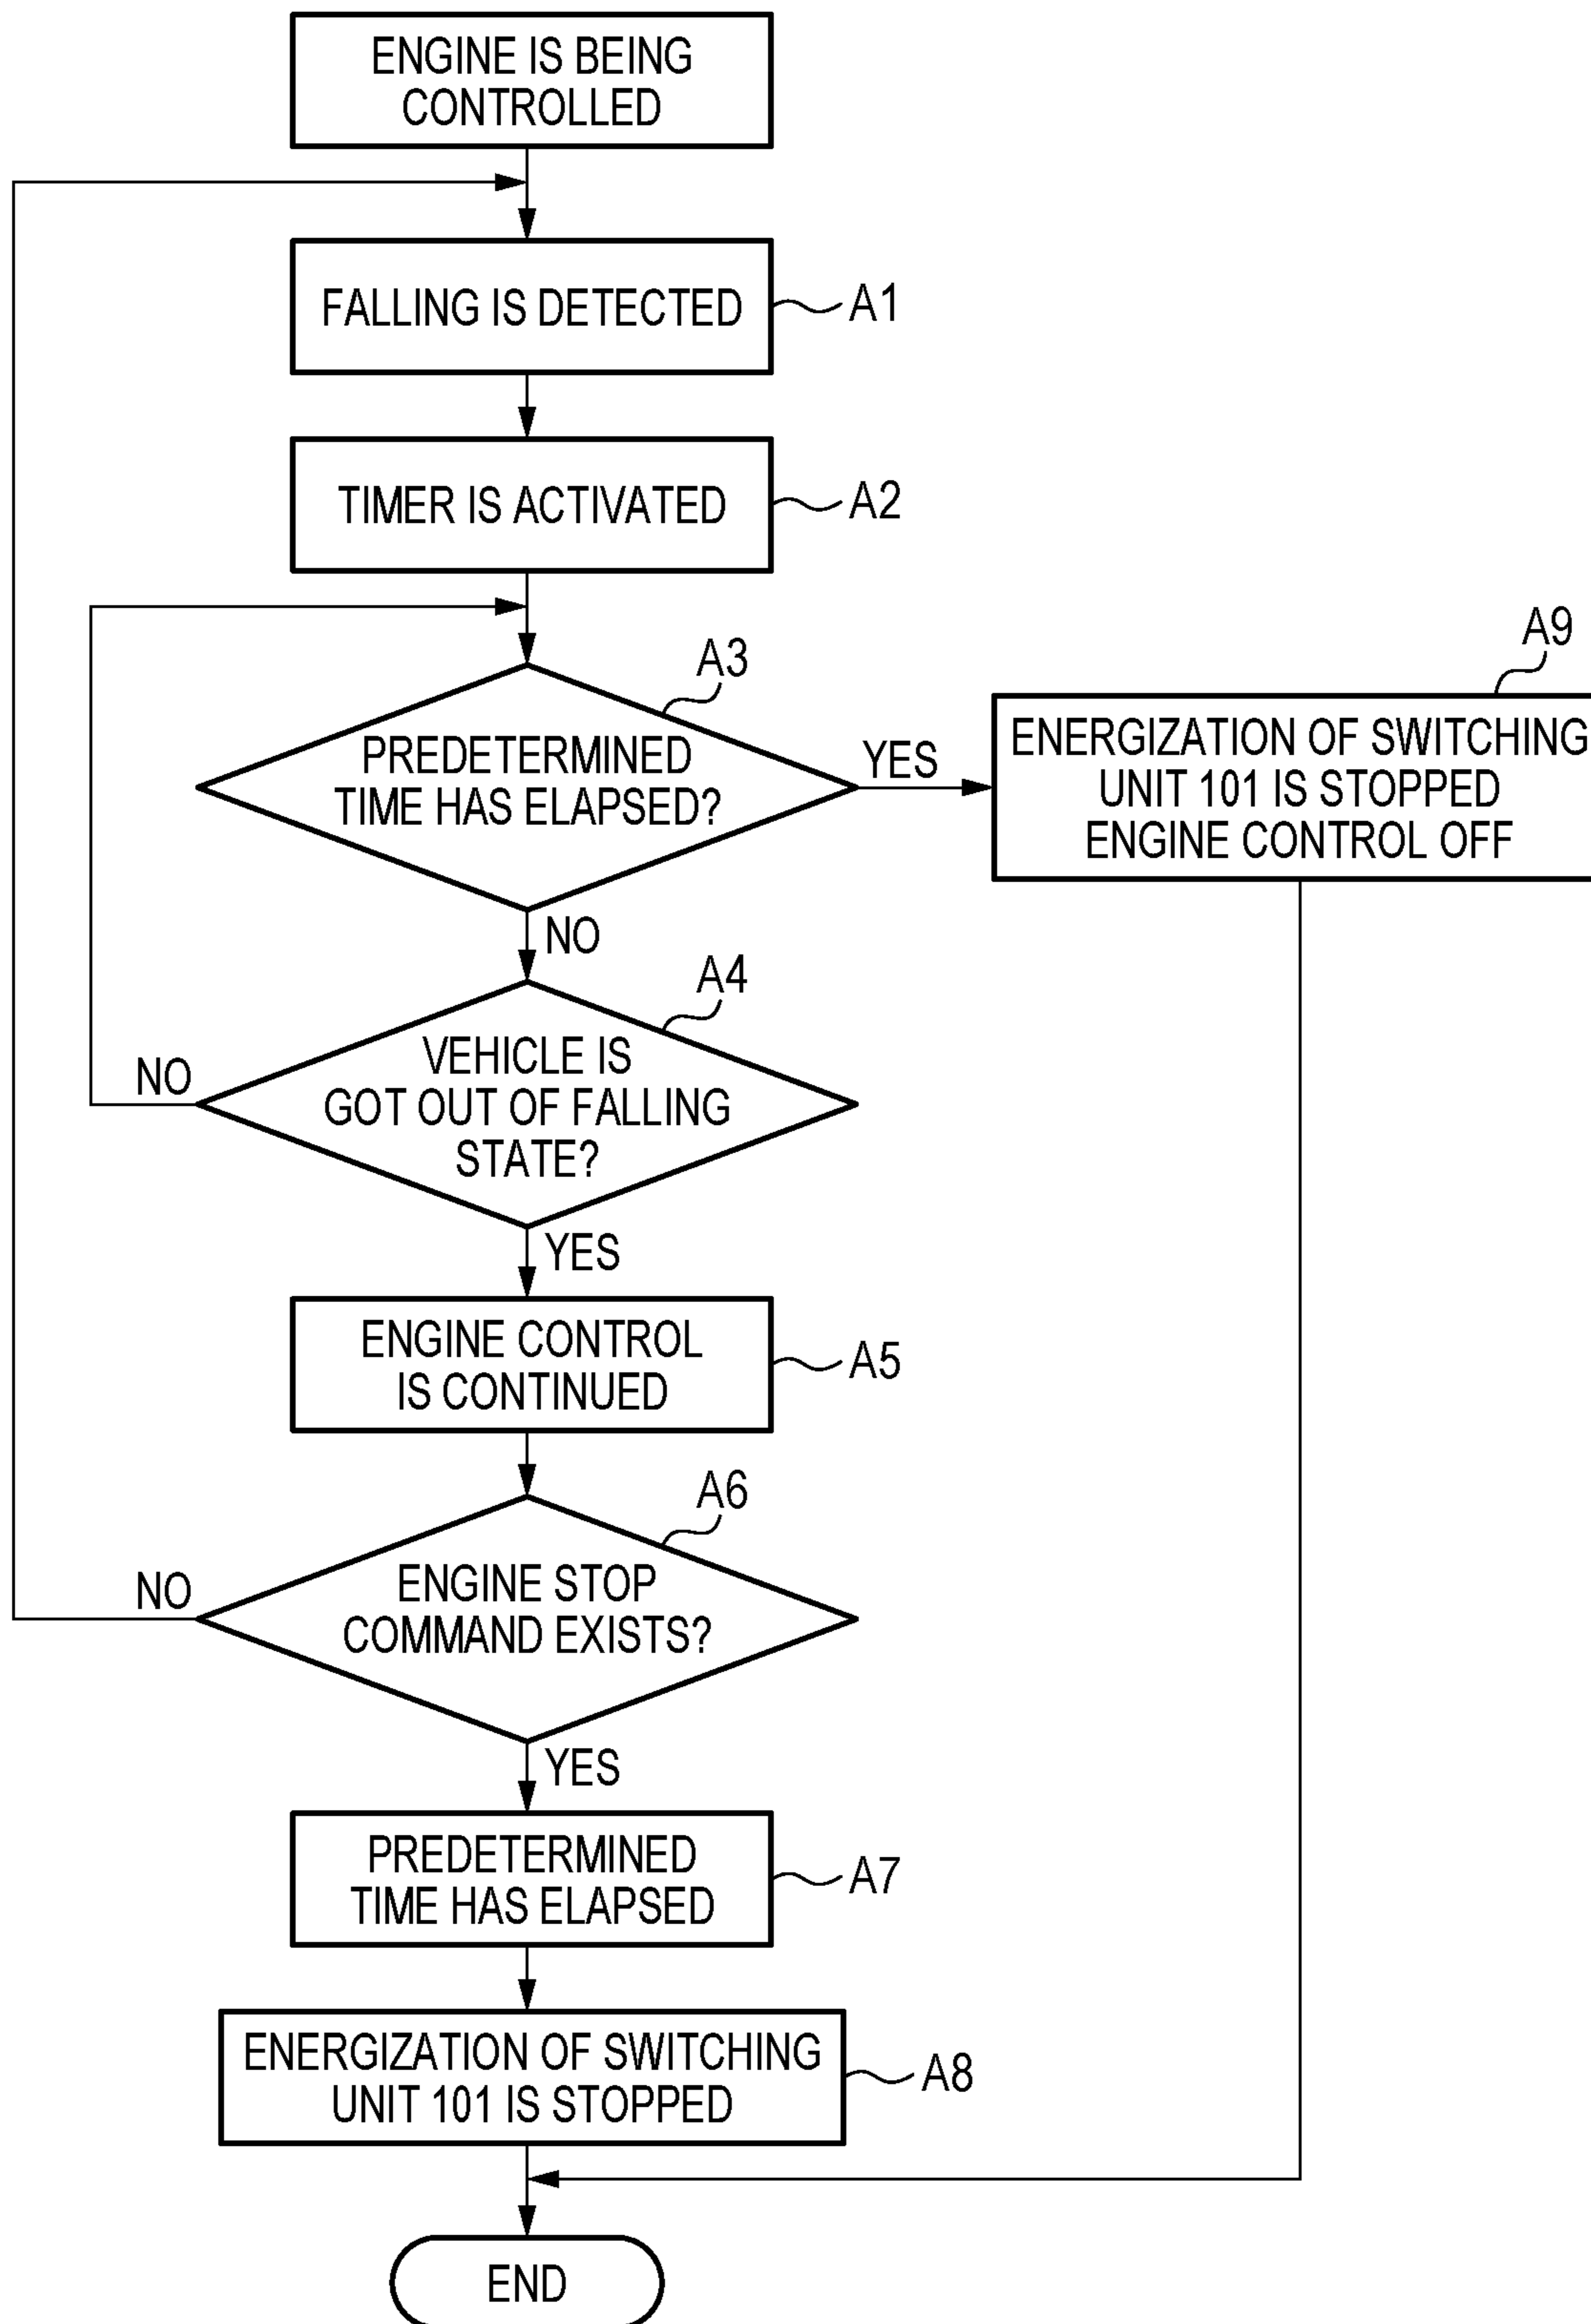 ENGINE IS BEING
CONTROLLED
FALLING IS DETECTED
A1
TIMER IS ACTIVATED
A2
A3
PREDETERMINED
TIME HAS ELAPSED?
YES
A9
ENERGIZATION OF SWITCHING
UNIT 101 IS STOPPED
ENGINE CONTROL OFF
NO
A4
VEHICLE IS
GOT OUT OF FALLING
STATE?
NO
YES
ENGINE CONTROL
IS CONTINUED
A5
A6
ENGINE STOP
COMMAND EXISTS?
NO
YES
PREDETERMINED
TIME HAS ELAPSED
A7
ENERGIZATION OF SWITCHING
UNIT 101 IS STOPPED
A8
END